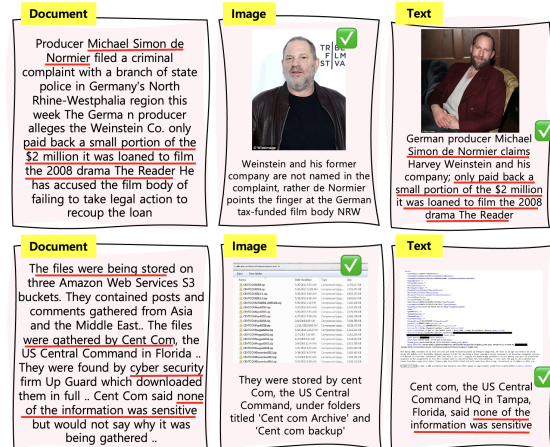 Document
Producer Michael Simon de
Normier filed a criminal
complaint with a branch of state
police in Germany's North
Rhine-Westphalia region this
week The Germa n producer
alleges the Weinstein Co. only
paid back a small portion of the
$2 million it was loaned to film
the 2008 drama The Reader He
has accused the film body of
failing to take legal action to
recoup the loan
Image
TR BE
F LM
ST VA
Weinstein and his former
company are not named in the
complaint, rather de Normier
points the finger at the German
tax-funded film body NRW
Text
German producer Michael
Simon de Normier claims
Harvey Weinstein and his
company; only paid back a
small portion of the $2 million
it was loaned to film the 2008
drama The Reader
Document
The files were being stored on
three Amazon Web Services S3
buckets. They contained posts and
comments gathered from Asia
and the Middle East.. The files
were gathered by Cent Com, the
US Central Command in Florida ..
They were found by cyber security
firm Up Guard which downloaded
them in full .. Cent Com said none
of the information was sensitive
but would not say why it was
being gathered ..
Image
They were stored by cent
Com, the US Central
Command, under folders
titled 'Cent com Archive' and
'Cent com backup'
Text
Cent com, the US Central
Command HQ in Tampa,
Florida, said none of the
information was sensitive